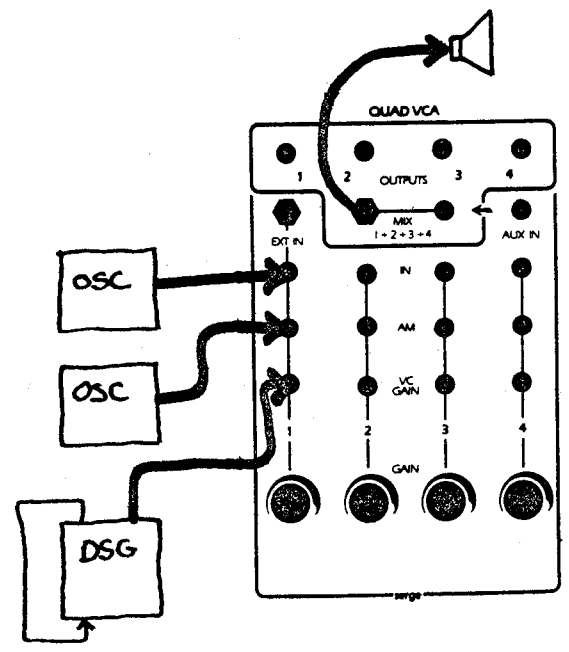 QUAD VCA
1 2 OUTPUTS 3 4
MIX
EXT IN 1 + 2 + 3 + 4 AUX IN
OSC
IN
AM
OSC
VC
GAIN
1 2 3 4
GAIN
DSG
serge